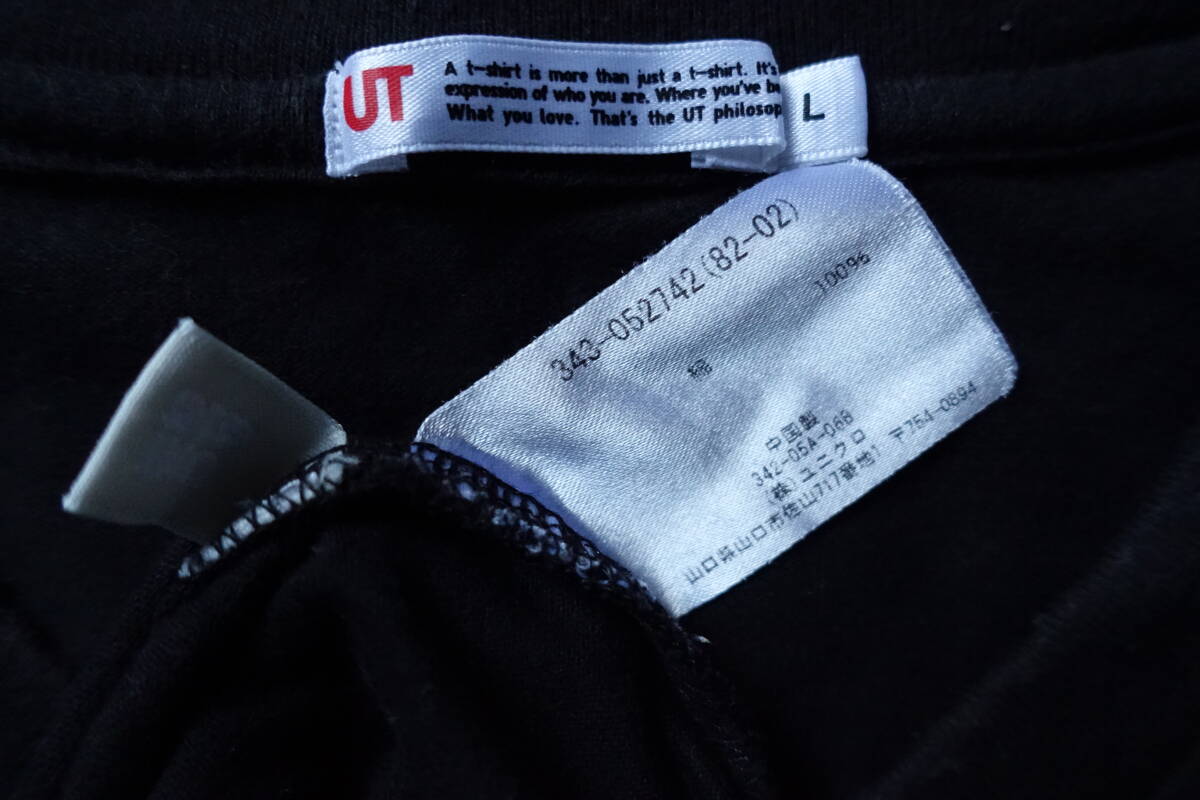 UT
A t-shirt is more than just a t-shirt. It's
expression of who you are. Where you've be
What you love. That's the UT philosop
L
343-052742(82-02)
綿 100%
中国製
342-05A-06B
(株)ユニクロ
山口県山口市佐山717番地1 〒754-0894